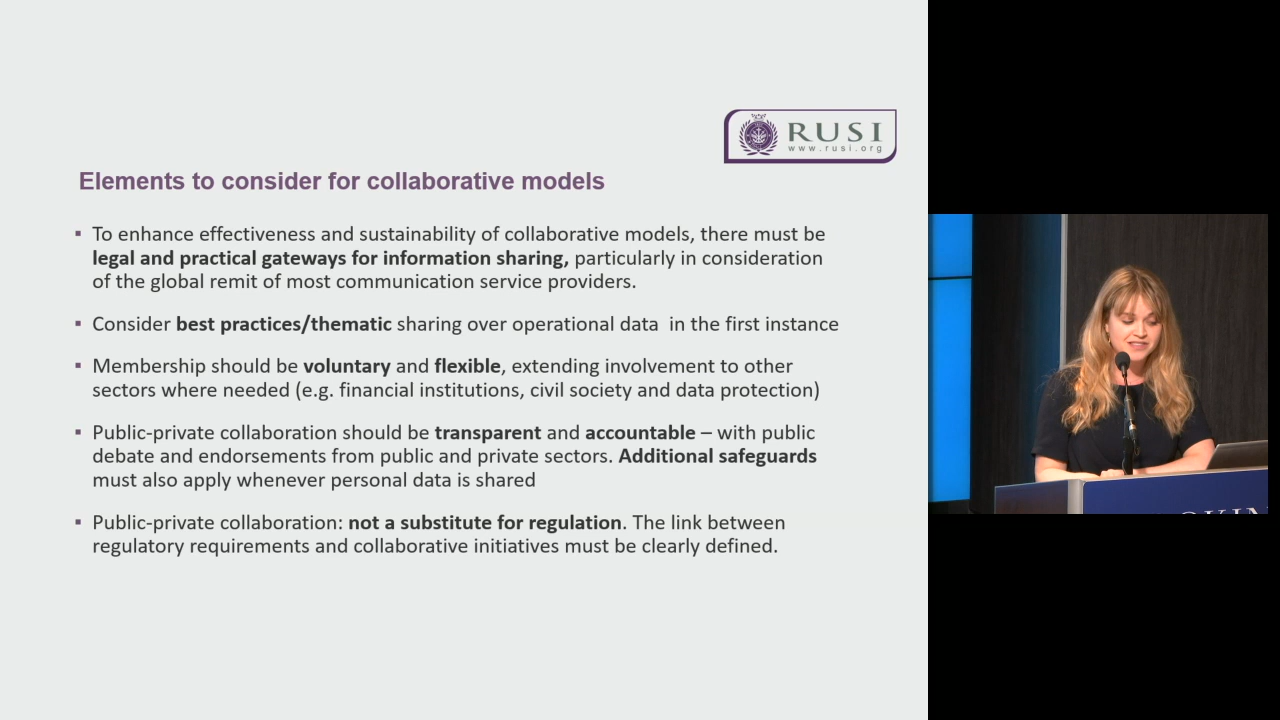 RUSI
www.rusi.org
Elements to consider for collaborative models
▪ To enhance effectiveness and sustainability of collaborative models, there must be
legal and practical gateways for information sharing, particularly in consideration
of the global remit of most communication service providers.
▪ Consider best practices/thematic sharing over operational data  in the first instance
▪ Membership should be voluntary and flexible, extending involvement to other
sectors where needed (e.g. financial institutions, civil society and data protection)
▪ Public-private collaboration should be transparent and accountable – with public
debate and endorsements from public and private sectors. Additional safeguards
must also apply whenever personal data is shared
▪ Public-private collaboration: not a substitute for regulation. The link between
regulatory requirements and collaborative initiatives must be clearly defined.